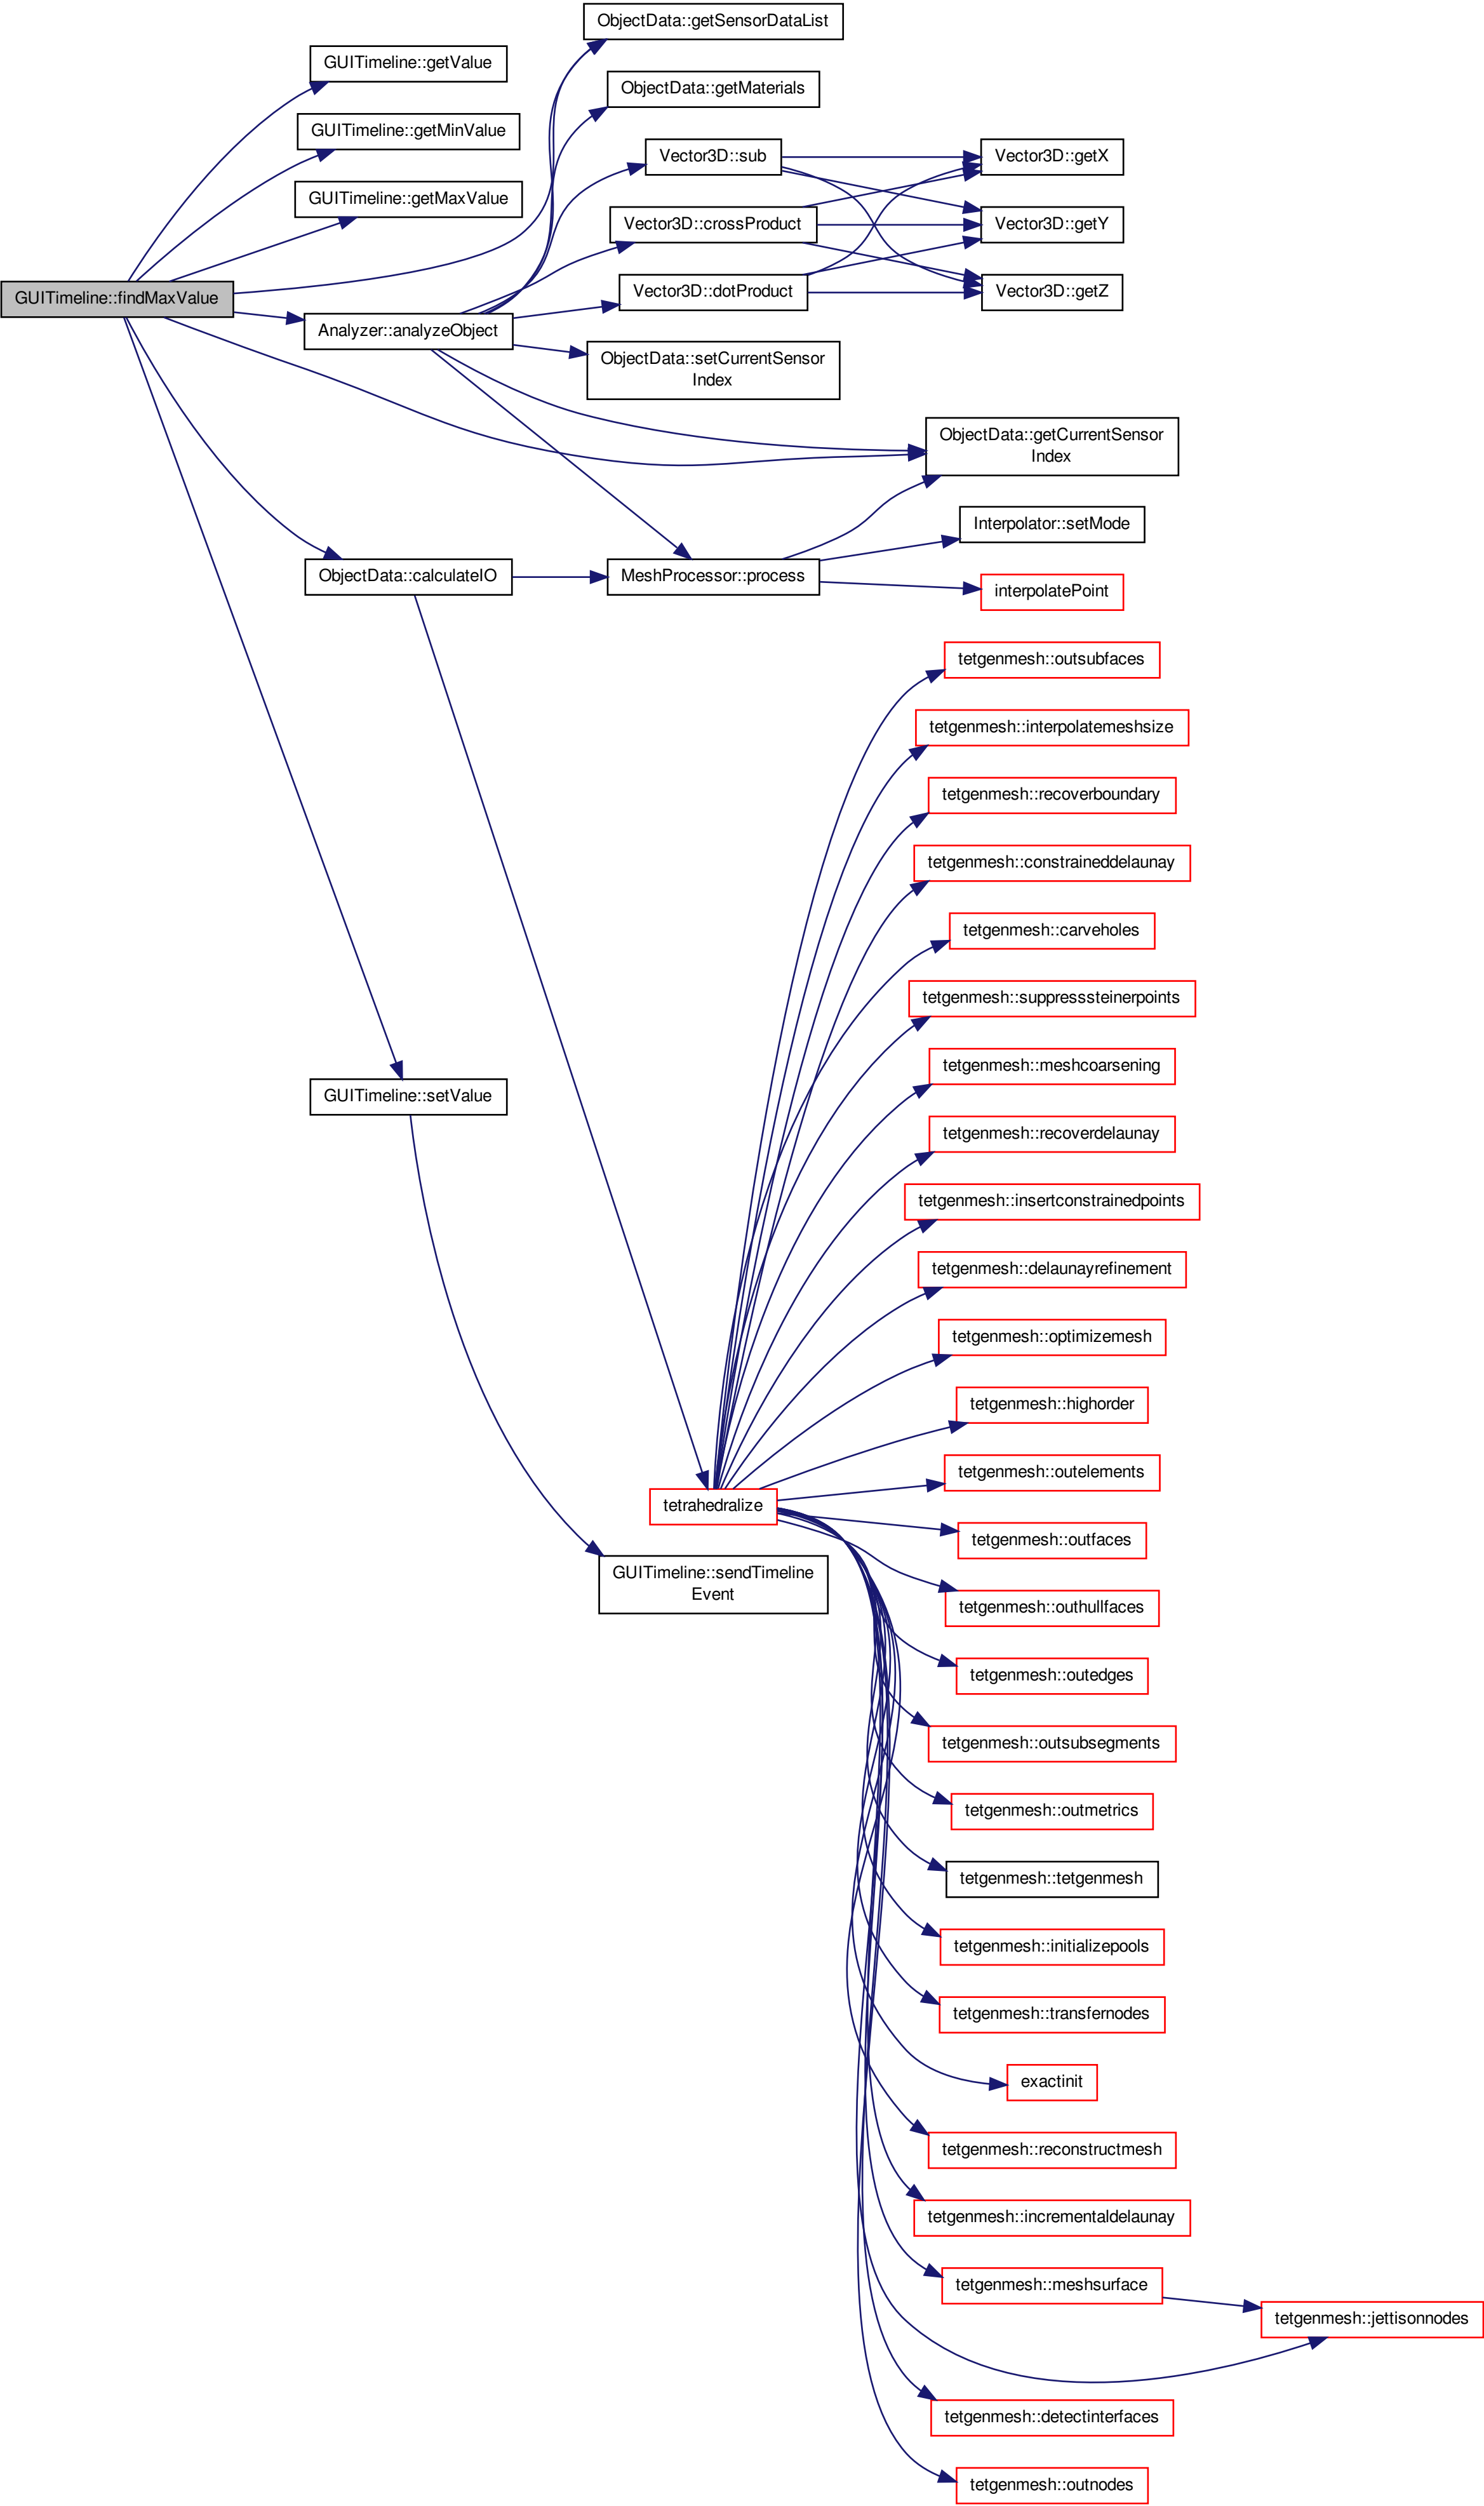 ObjectData::getSensorDataList
GUITimeline::getValue
ObjectData::getMaterials
GUITimeline::getMinValue
Vector3D::sub
Vector3D::getX
GUITimeline::getMaxValue
Vector3D::crossProduct
Vector3D::getY
GUITimeline::findMaxValue
Vector3D::dotProduct
Vector3D::getZ
Analyzer::analyzeObject
ObjectData::setCurrentSensor
Index
ObjectData::getCurrentSensor
Index
Interpolator::setMode
ObjectData::calculateIO
MeshProcessor::process
interpolatePoint
tetgenmesh::outsubfaces
tetgenmesh::interpolatemeshsize
tetgenmesh::recoverboundary
tetgenmesh::constraineddelaunay
tetgenmesh::carveholes
tetgenmesh::suppresssteinerpoints
tetgenmesh::meshcoarsening
GUITimeline::setValue
tetgenmesh::recoverdelaunay
tetgenmesh::insertconstrainedpoints
tetgenmesh::delaunayrefinement
tetgenmesh::optimizemesh
tetgenmesh::highorder
tetgenmesh::outelements
tetrahedralize
tetgenmesh::outfaces
GUITimeline::sendTimeline
Event
tetgenmesh::outhullfaces
tetgenmesh::outedges
tetgenmesh::outsubsegments
tetgenmesh::outmetrics
tetgenmesh::tetgenmesh
tetgenmesh::initializepools
tetgenmesh::transfernodes
exactinit
tetgenmesh::reconstructmesh
tetgenmesh::incrementaldelaunay
tetgenmesh::meshsurface
tetgenmesh::jettisonnodes
tetgenmesh::detectinterfaces
tetgenmesh::outnodes